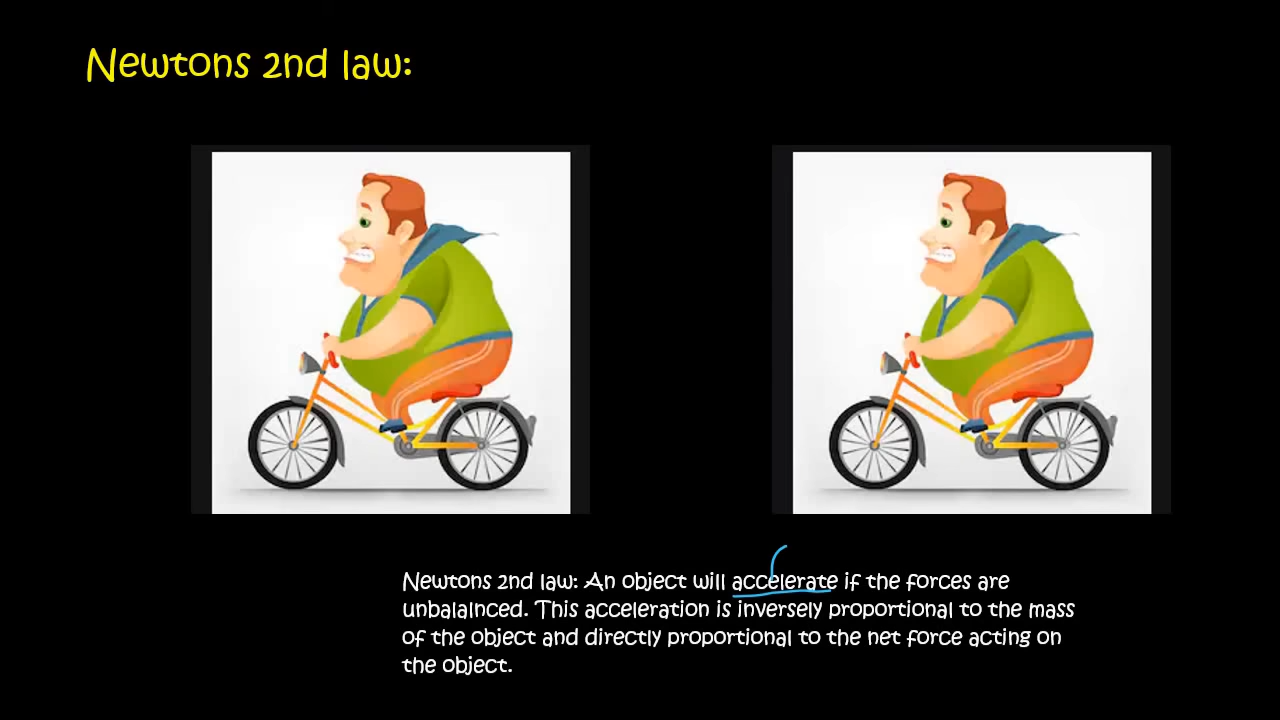 Newtons 2nd law:
Newtons 2nd law: An object will accelerate if the forces are
unbalalnced. This acceleration is inversely proportional to the mass
of the object and directly proportional to the net force acting on
the object.